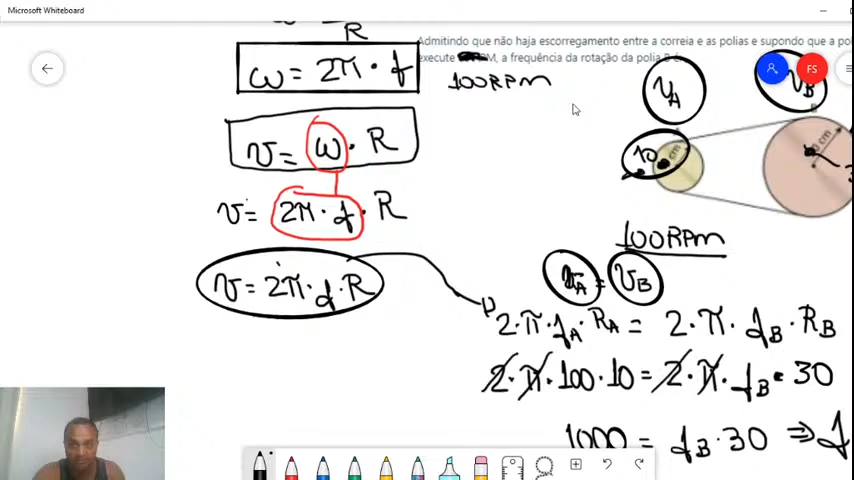 Microsoft Whiteboard
R
Admitindo que não haja escorregamento entre a correia e as polias e supondo que a
execute RPM, a frequência da rotação da polia
100RPM
ω = 2π · f
v = ω · R
v = 2π · f · R
v = 2π · f · R
VA
VB
FS
10 cm
cm
100RPM
VA = VB
2·π·fA·RA = 2·π·fB·RB
2·π·100·10 = 2·π·fB·30
1000 = fB·30 ⇒ f